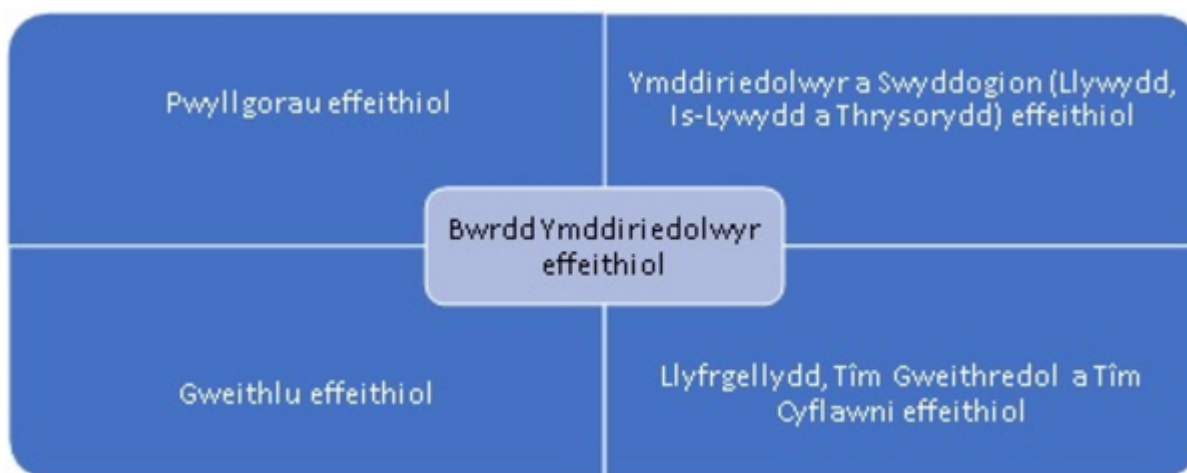 Pwyllgorau effeithiol
Ymddiriedolwyr a Swyddogion (Llywydd,
Is-Lywydd a Thrysorydd) effeithiol
Bwrdd Ymddiriedolwyr
effeithiol
Gweithlu effeithiol
Llyfrgellydd, Tîm Gweithredol a Tîm
Cyflawni effeithiol